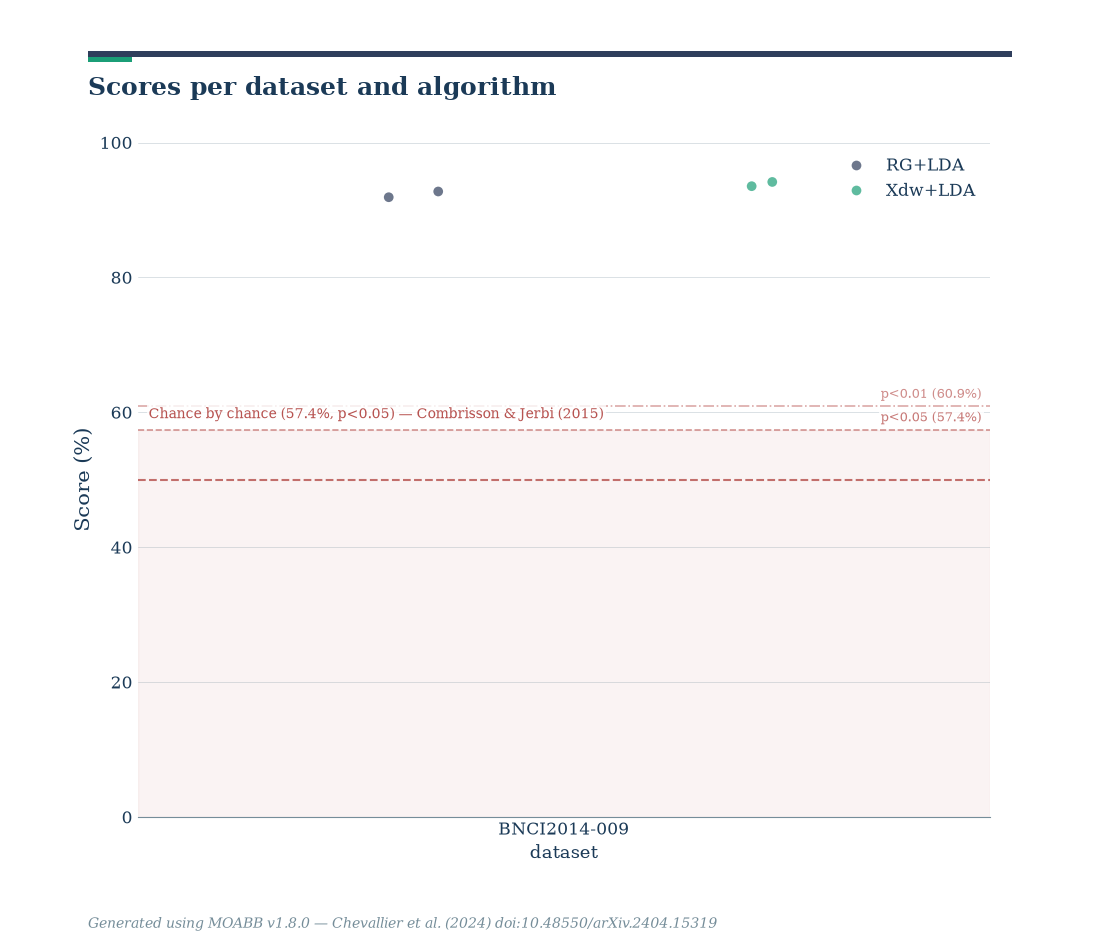 Scores per dataset and algorithm
100
RG+LDA
Xdw+LDA
80
p<0.01 (60.9%)
60
Chance by chance (57.4%, p<0.05) — Combrisson & Jerbi (2015)
p<0.05 (57.4%)
Score (%)
40
20
0
BNCI2014-009
dataset
Generated using MOABB v1.8.0 — Chevallier et al. (2024) doi:10.48550/arXiv.2404.15319